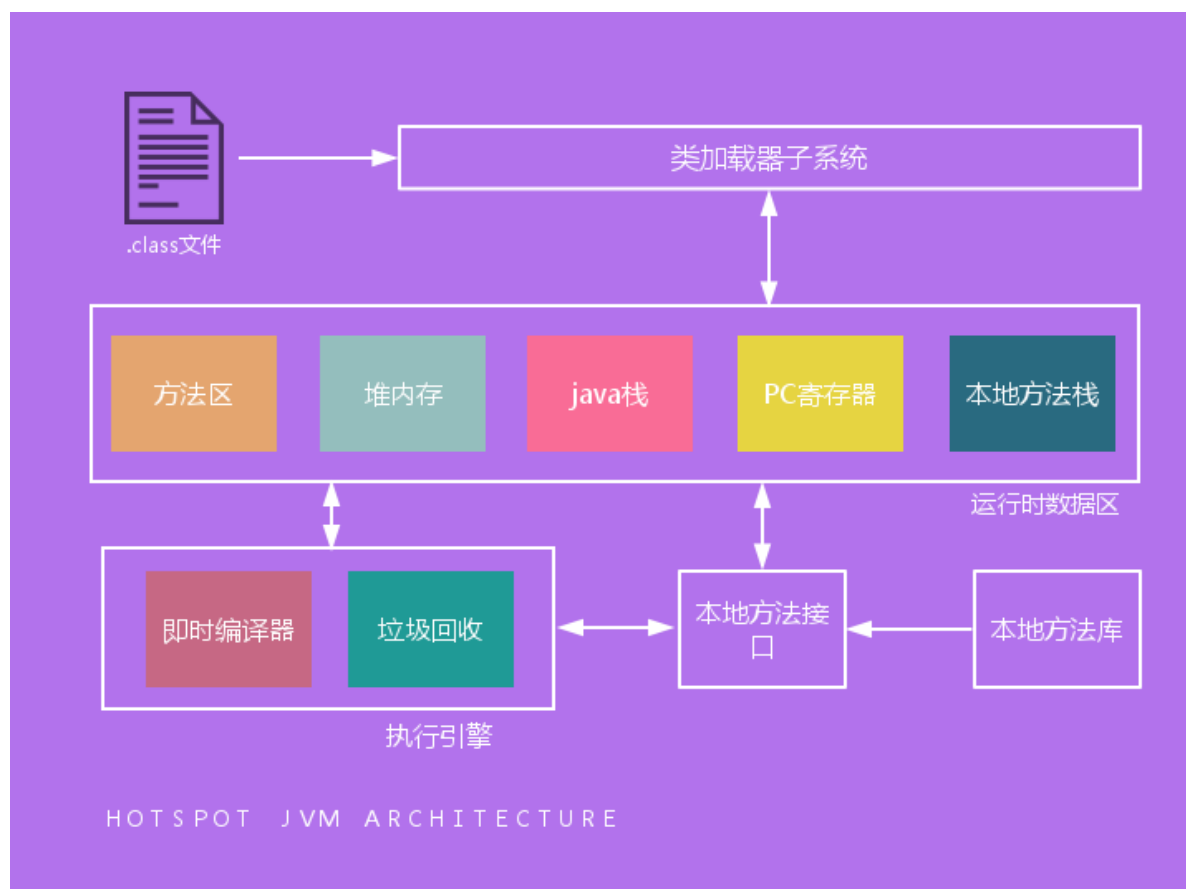 类加载器子系统
.class文件
方法区
堆内存
java栈
PC寄存器
本地方法栈
运行时数据区
即时编译器
垃圾回收
本地方法接
口
本地方法库
执行引擎
HOTSPOT JVM ARCHITECTURE